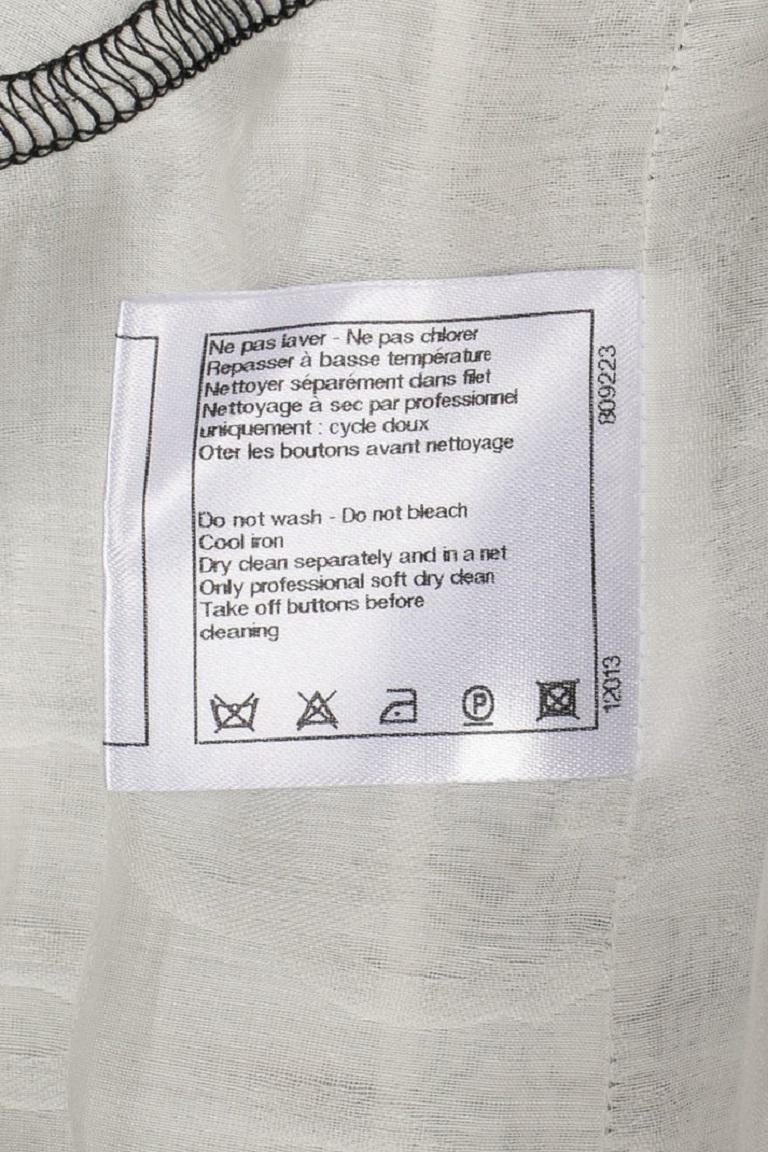 Ne pas laver - Ne pas chlorer
Repasser à basse température
Nettoyer séparément dans filet
Nettoyage à sec par professionnel
uniquement : cycle doux
Oter les boutons avant nettoyage
Do not wash - Do not bleach
Cool iron
Dry clean separately and in a net
Only professional soft dry clean
Take off buttons before
cleaning
P
809223
12013